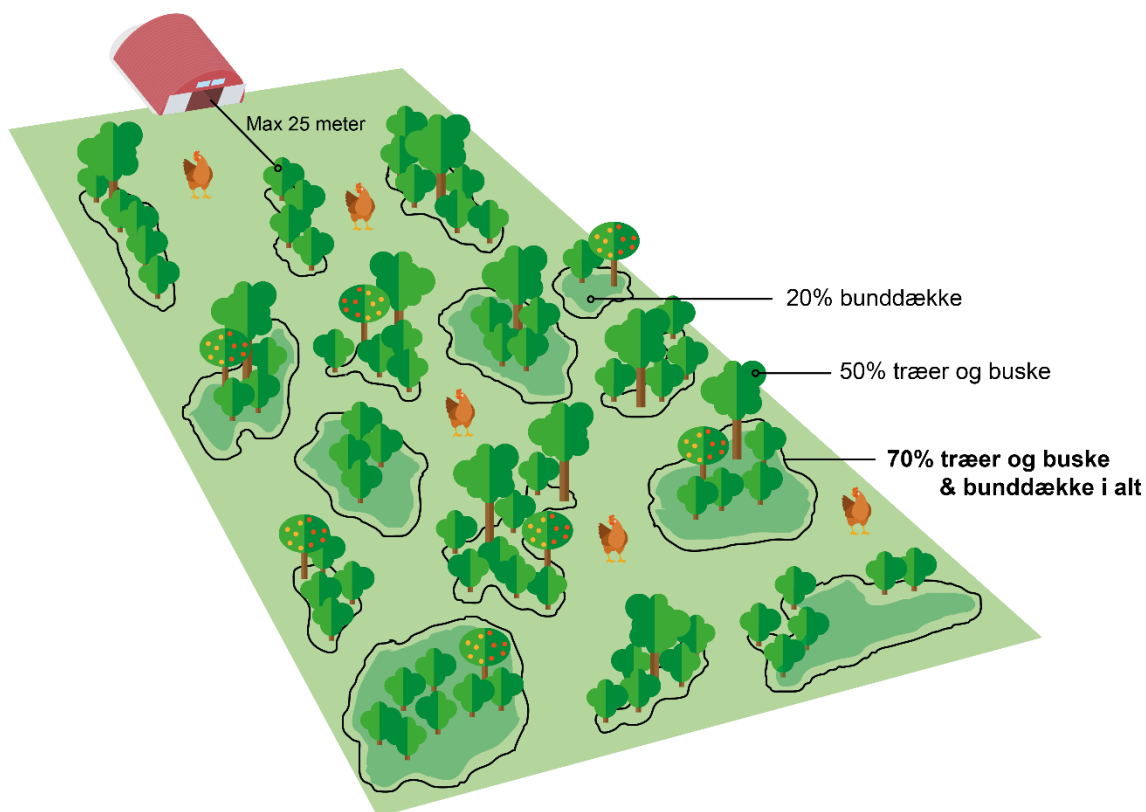 Max 25 meter
20% bunddække
50% træer og buske
70% træer og buske
& bunddække i alt